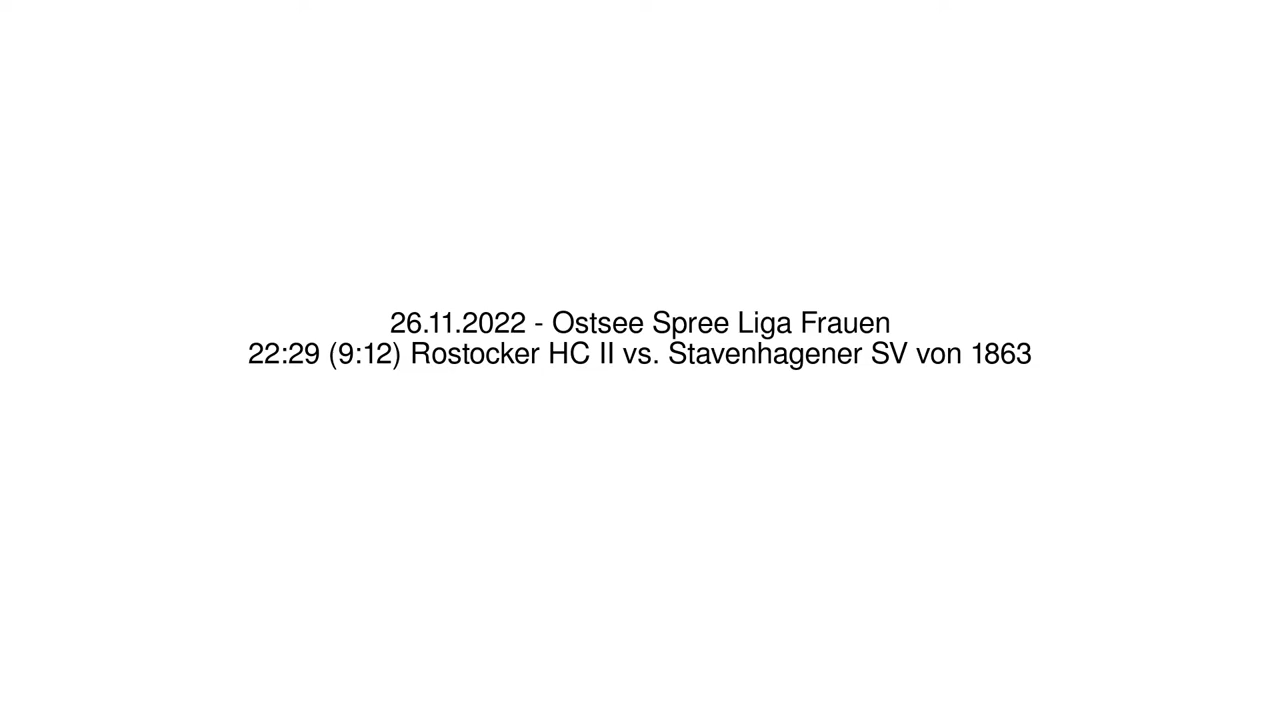 26.11.2022 - Ostsee Spree Liga Frauen
22:29 (9:12) Rostocker HC II vs. Stavenhagener SV von 1863